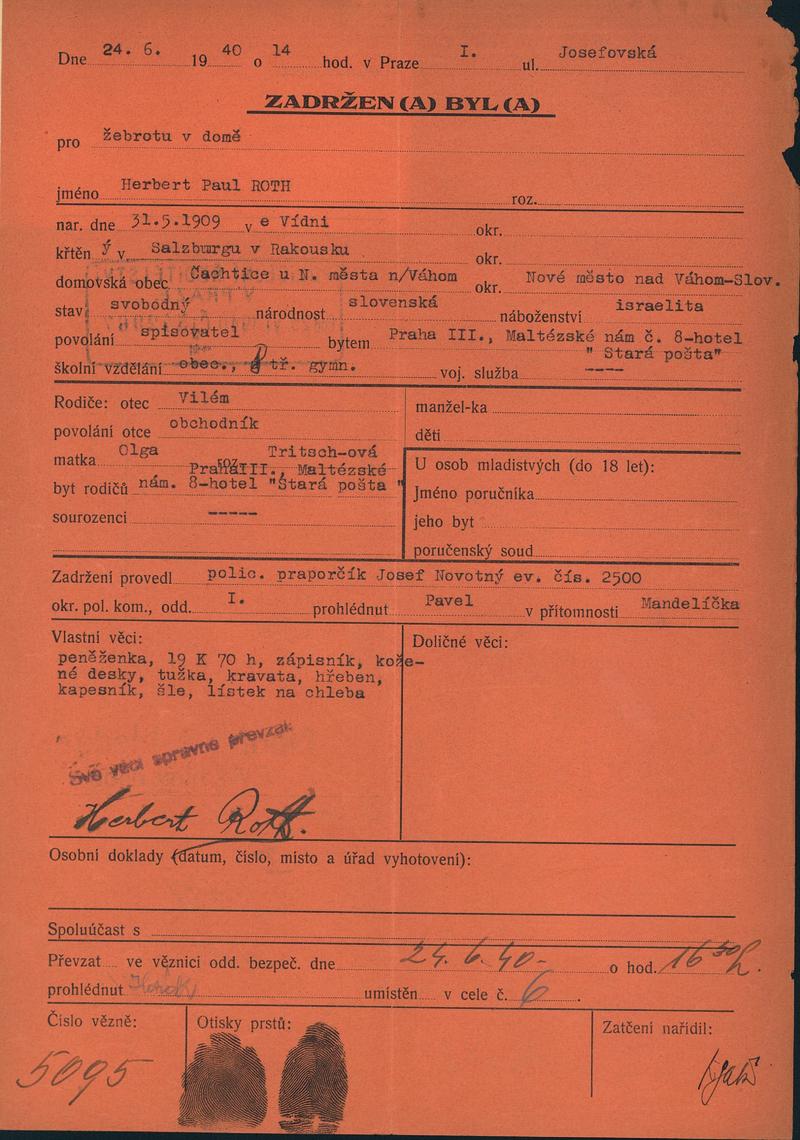 Dne 24. 6. 19 40 o 14 hod. v Praze I. ul. Josefovská
ZADRŽEN(A) BYL(A)
pro žebrotu v domě
jméno Herbert Paul ROTH roz.
nar. dne 31.5.1909 v e Vídni okr.
křtěn ý v Salzburgu v Rakousku okr.
domovská obec Čachtice u N. města n/Váhom okr. Nové město nad Váhom-Slov.
stav svobodný národnost slovenská náboženství israelita
povolání spisovatel bytem Praha III., Maltézské nám č. 8-hotel
" Stará pošta"
školní vzdělání obec., tř. gymn. voj. služba ----
Rodiče: otec Vilém
povolání otce obchodník
matka Olga roz. Tritsch-ová
Praha III., Maltézské
byt rodičů nám. 8-hotel "Stará pošta "
sourozenci -----
manžel-ka
děti
U osob mladistvých (do 18 let):
Jméno poručníka
jeho byt
poručenský soud
Zadržení provedl polic. praporčík Josef Novotný ev. čís. 2500
okr. pol. kom., odd. I. prohlédnut Pavel v přítomnosti Mandelíčka
Vlastní věci:
peněženka, 19 K 70 h, zápisník, kože-
né desky, tužka, kravata, hřeben,
kapesník, šle, lístek na chleba
Své věci správně převzal
Herbert Roth.
Doličné věci:
Osobní doklady (datum, číslo, místo a úřad vyhotovení):
Spoluúčast s
Převzat ve věznici odd. bezpeč. dne 24. 6. 40 - o hod. 16 30 h.
prohlédnut umístěn v cele č. 6.
Číslo vězně:
5095
Otisky prstů:
Zatčení nařídil: